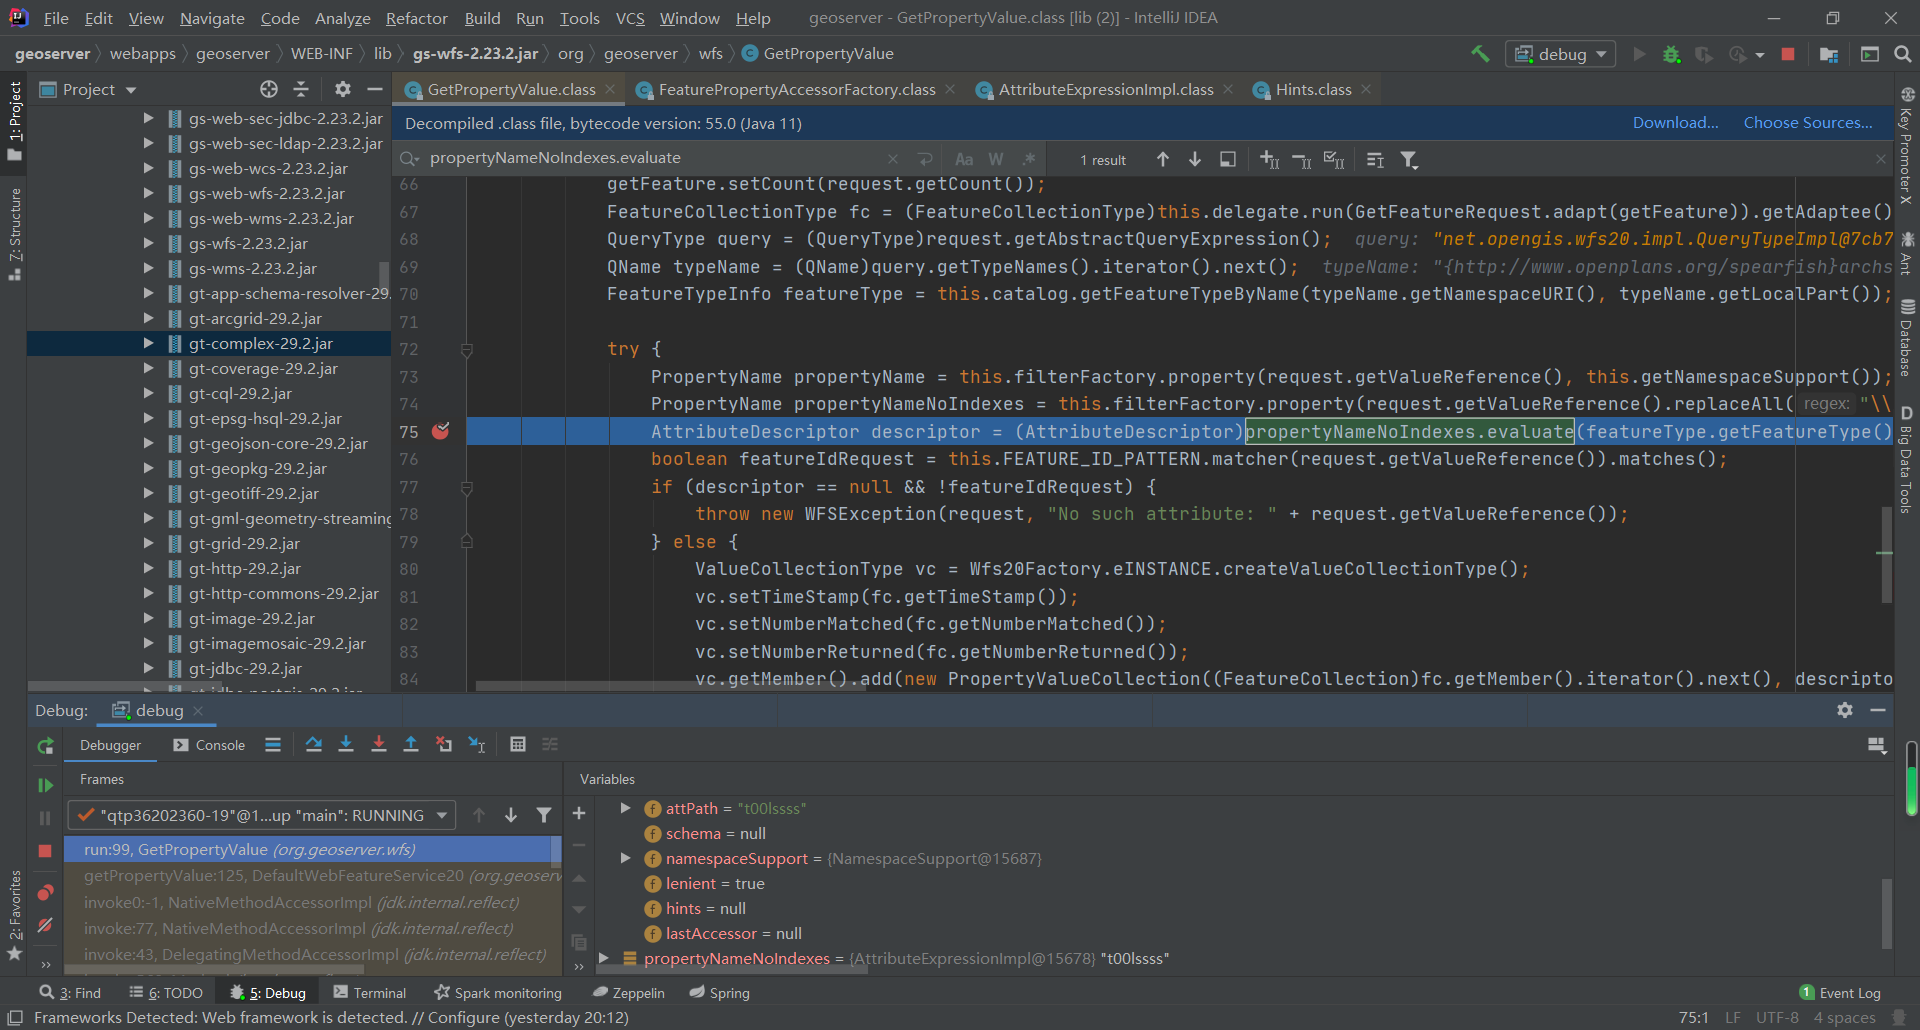 File Edit View Navigate Code Analyze Refactor Build Run Tools VCS Window Help geoserver - GetPropertyValue.class [lib (2)] - IntelliJ IDEA
geoserver webapps geoserver WEB-INF lib gs-wfs-2.23.2.jar org geoserver wfs GetPropertyValue debug
1: Project
7: Structure
2: Favorites
Project
gs-web-sec-jdbc-2.23.2.jar
gs-web-sec-ldap-2.23.2.jar
gs-web-wcs-2.23.2.jar
gs-web-wfs-2.23.2.jar
gs-web-wms-2.23.2.jar
gs-wfs-2.23.2.jar
gs-wms-2.23.2.jar
gt-app-schema-resolver-29.
gt-arcgrid-29.2.jar
gt-complex-29.2.jar
gt-coverage-29.2.jar
gt-cql-29.2.jar
gt-epsg-hsql-29.2.jar
gt-geojson-core-29.2.jar
gt-geopkg-29.2.jar
gt-geotiff-29.2.jar
gt-gml-geometry-streaming
gt-grid-29.2.jar
gt-http-29.2.jar
gt-http-commons-29.2.jar
gt-image-29.2.jar
gt-imagemosaic-29.2.jar
gt-jdbc-29.2.jar
GetPropertyValue.class FeaturePropertyAccessorFactory.class AttributeExpressionImpl.class Hints.class
Decompiled .class file, bytecode version: 55.0 (Java 11) Download... Choose Sources...
propertyNameNoIndexes.evaluate Aa W .* 1 result
66 getFeature.setCount(request.getCount());
67 FeatureCollectionType fc = (FeatureCollectionType)this.delegate.run(GetFeatureRequest.adapt(getFeature)).getAdaptee()
68 QueryType query = (QueryType)request.getAbstractQueryExpression(); query: "net.opengis.wfs20.impl.QueryTypeImpl@7cb7
69 QName typeName = (QName)query.getTypeNames().iterator().next(); typeName: "{http://www.openplans.org/spearfish}archs
70 FeatureTypeInfo featureType = this.catalog.getFeatureTypeByName(typeName.getNamespaceURI(), typeName.getLocalPart());
71
72 try {
73 PropertyName propertyName = this.filterFactory.property(request.getValueReference(), this.getNamespaceSupport());
74 PropertyName propertyNameNoIndexes = this.filterFactory.property(request.getValueReference().replaceAll( regex: "\\
75 AttributeDescriptor descriptor = (AttributeDescriptor)propertyNameNoIndexes.evaluate(featureType.getFeatureType()
76 boolean featureIdRequest = this.FEATURE_ID_PATTERN.matcher(request.getValueReference()).matches();
77 if (descriptor == null && !featureIdRequest) {
78 throw new WFSException(request, "No such attribute: " + request.getValueReference());
79 } else {
80 ValueCollectionType vc = Wfs20Factory.eINSTANCE.createValueCollectionType();
81 vc.setTimeStamp(fc.getTimeStamp());
82 vc.setNumberMatched(fc.getNumberMatched());
83 vc.setNumberReturned(fc.getNumberReturned());
84 vc.getMember().add(new PropertyValueCollection((FeatureCollection)fc.getMember().iterator().next(), descripto
Key Promoter X
Ant
Database
D Big Data Tools
Debug: debug
Debugger Console
Frames Variables
"qtp36202360-19"@1...up "main": RUNNING
run:99, GetPropertyValue (org.geoserver.wfs)
getPropertyValue:125, DefaultWebFeatureService20 (org.geoserv
invoke0:-1, NativeMethodAccessorImpl (jdk.internal.reflect)
invoke:77, NativeMethodAccessorImpl (jdk.internal.reflect)
invoke:43, DelegatingMethodAccessorImpl (jdk.internal.reflect)
attPath = "t00lssss"
schema = null
namespaceSupport = {NamespaceSupport@15687}
lenient = true
hints = null
lastAccessor = null
propertyNameNoIndexes = {AttributeExpressionImpl@15678} "t00lssss"
3: Find 6: TODO 5: Debug Terminal Spark monitoring Zeppelin Spring 1 Event Log
Frameworks Detected: Web framework is detected. // Configure (yesterday 20:12) 75:1 LF UTF-8 4 spaces